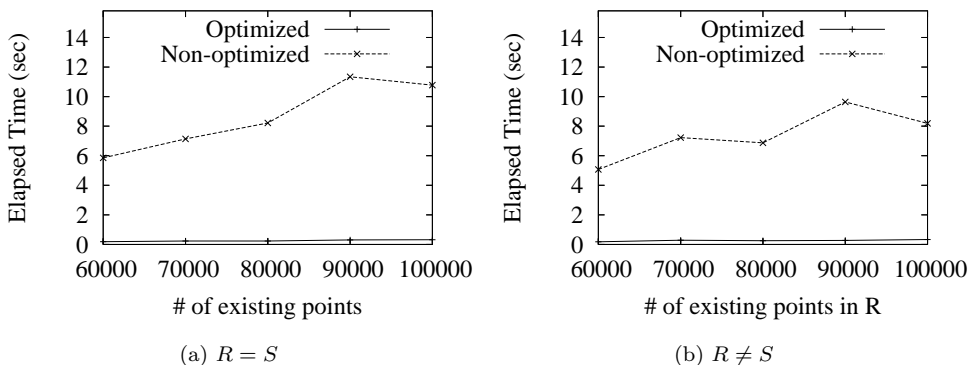 Elapsed Time (sec)
14
12
10
8
6
4
2
0
Optimized
Non-optimized
60000 70000 80000 90000 100000
# of existing points
(a) R = S
Elapsed Time (sec)
14
12
10
8
6
4
2
0
Optimized
Non-optimized
60000 70000 80000 90000 100000
# of existing points in R
(b) R ≠ S